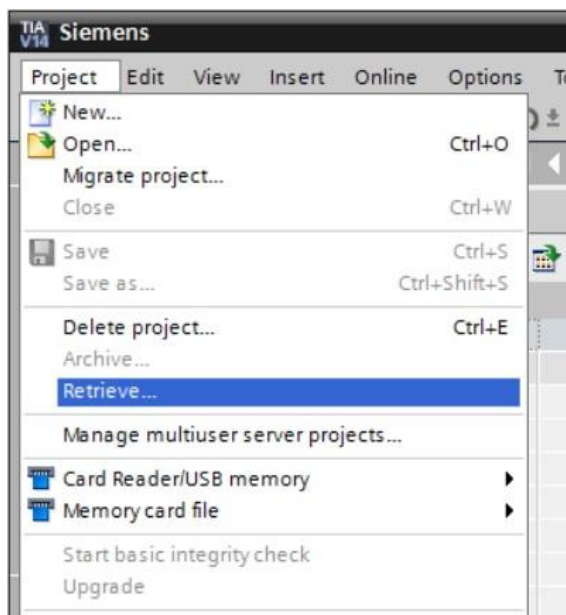 TIA V14 Siemens
Project Edit View Insert Online Options
New...
Open... Ctrl+O
Migrate project...
Close Ctrl+W
Save Ctrl+S
Save as... Ctrl+Shift+S
Delete project... Ctrl+E
Archive...
Retrieve...
Manage multiuser server projects...
Card Reader/USB memory
Memory card file
Start basic integrity check
Upgrade